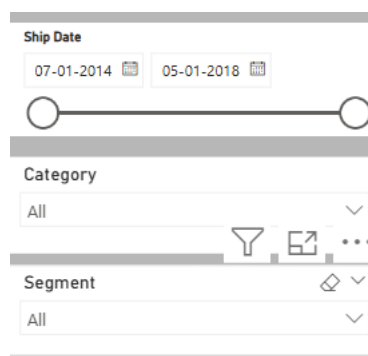 Ship Date
07-01-2014 05-01-2018
Category
All
Segment
All